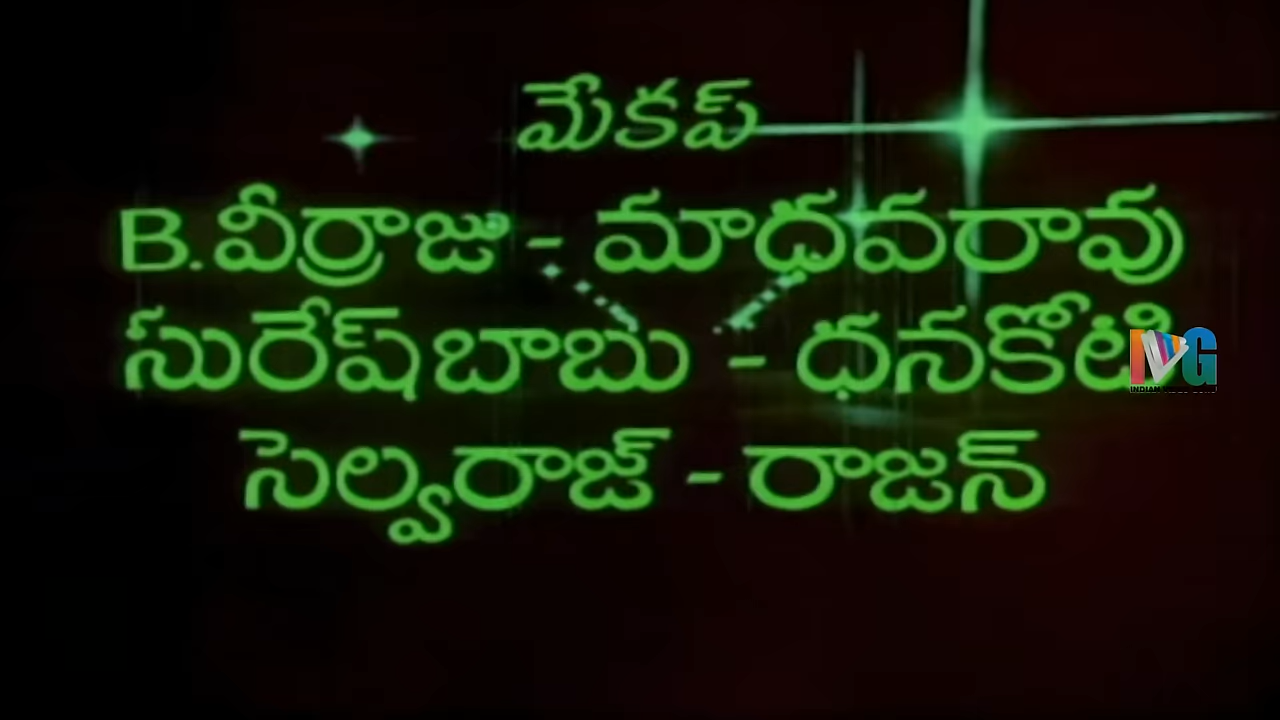 మేకప్
B.వీర్రాజు - మాధవరావు
సురేష్‌బాబు - ధనకోటి
సెల్వరాజ్ - రాజన్